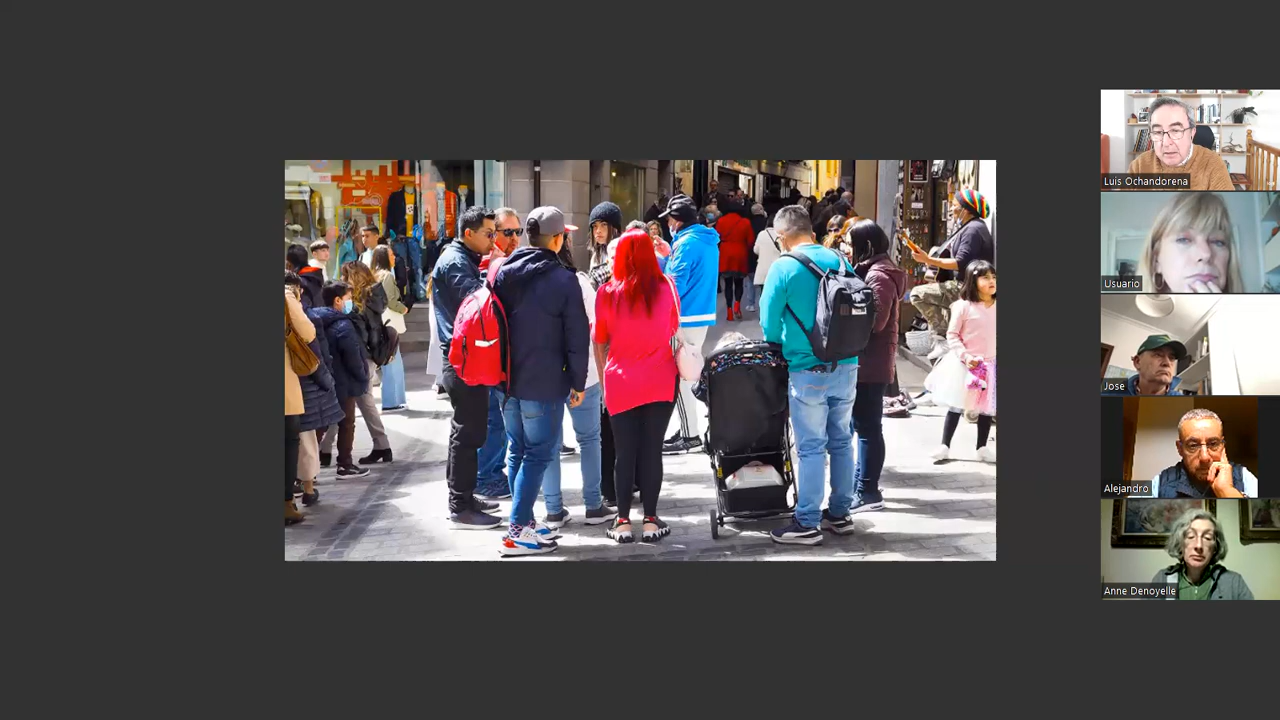 Luis Ochandorena
Usuario
Jose
Alejandro
Anne Denoyelle